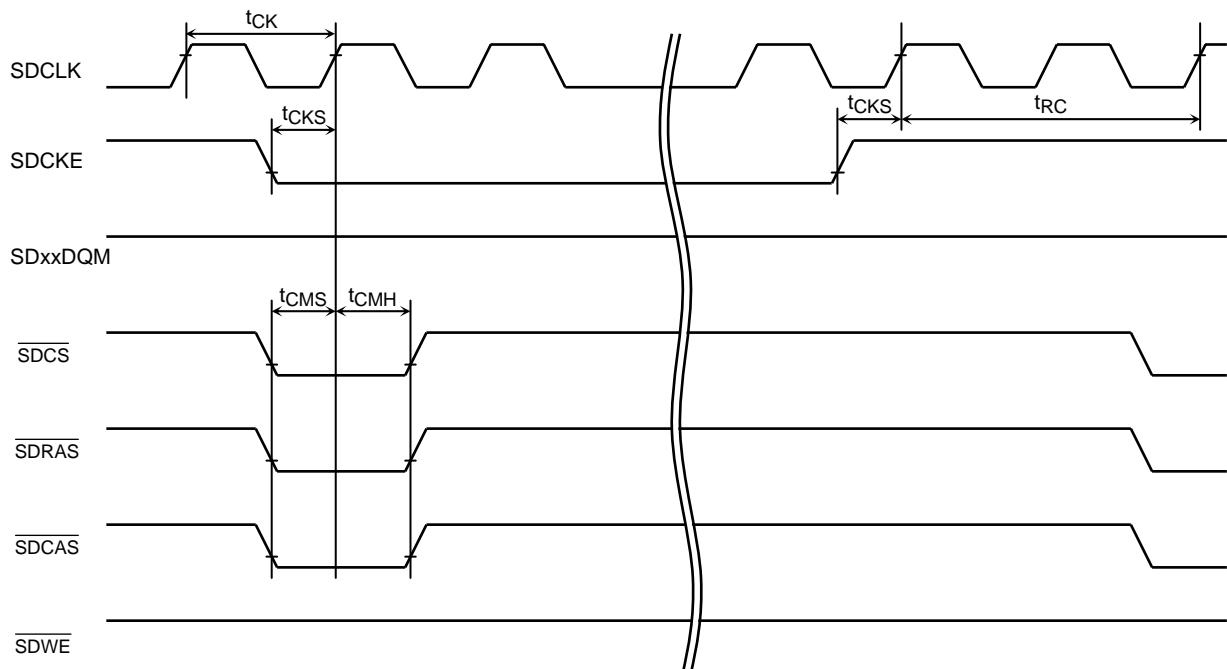 tCK
SDCLK
tCKS
tCKS
tRC
SDCKE
SDxxDQM
tCMS
tCMH
SDCS
SDRAS
SDCAS
SDWE